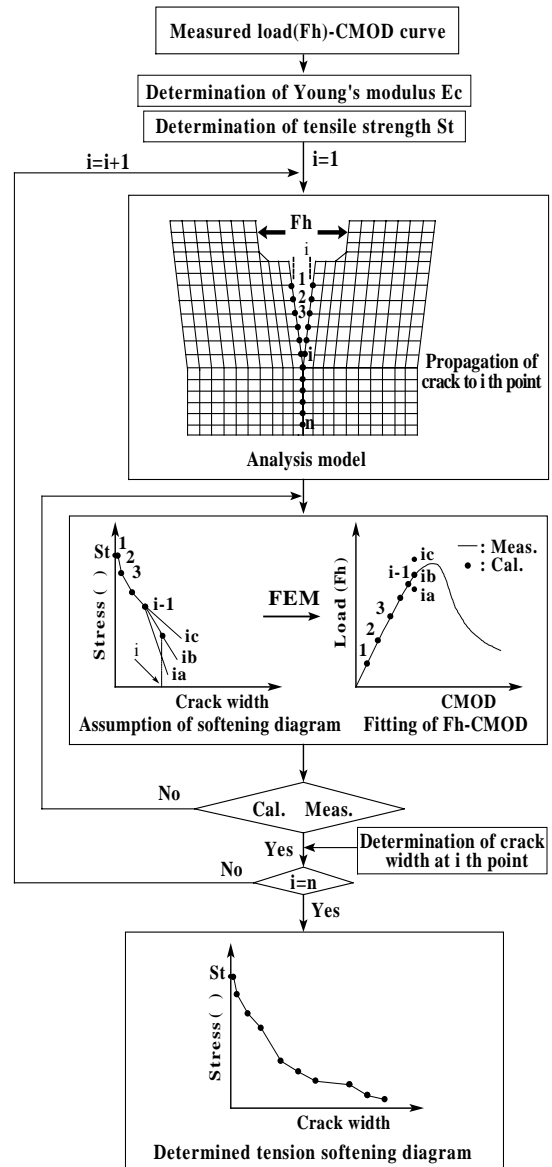 Measured load(Fh)-CMOD curve
Determination of Young's modulus Ec
Determination of tensile strength St
i=i+1
i=1
Fh
i
1
2
3
i
n
Propagation of
crack to i th point
Analysis model
St
1
2
3
i-1
ic
ib
ia
i
Stress( )
Crack width
Assumption of softening diagram
FEM
ic
: Meas.
i-1
ib
: Cal.
ia
3
2
1
Load (Fh)
CMOD
Fitting of Fh-CMOD
No
Cal. Meas.
Yes
Determination of crack
width at i th point
No
i=n
Yes
St
Stress( )
Crack width
Determined tension softening diagram